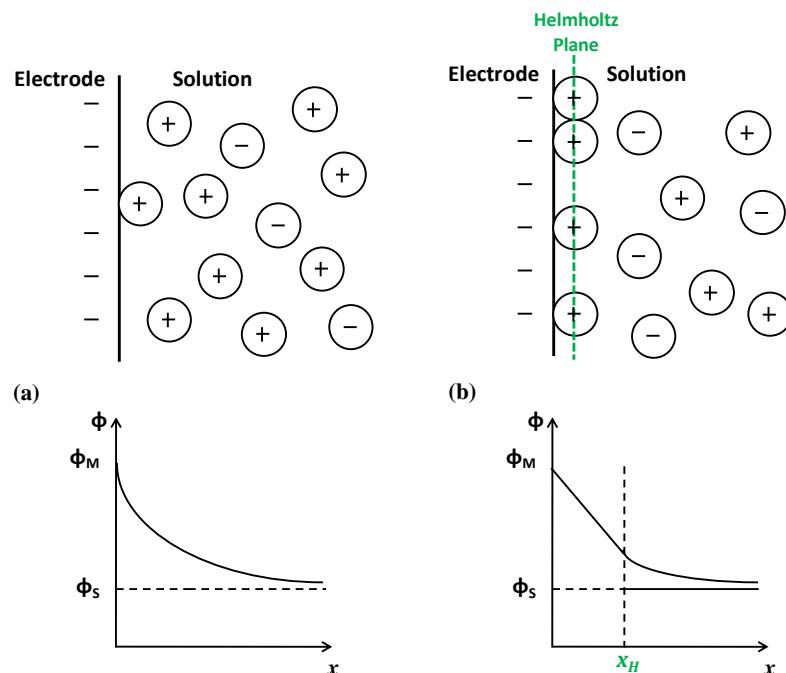 Helmholtz
Plane
Electrode Solution
Electrode Solution
− + + − + + + − + − + + + − + + −
− + + − + + − + − + + + −
(a)
(b)
ϕ
ϕM
ϕS
x
ϕ
ϕM
ϕS
xH
x